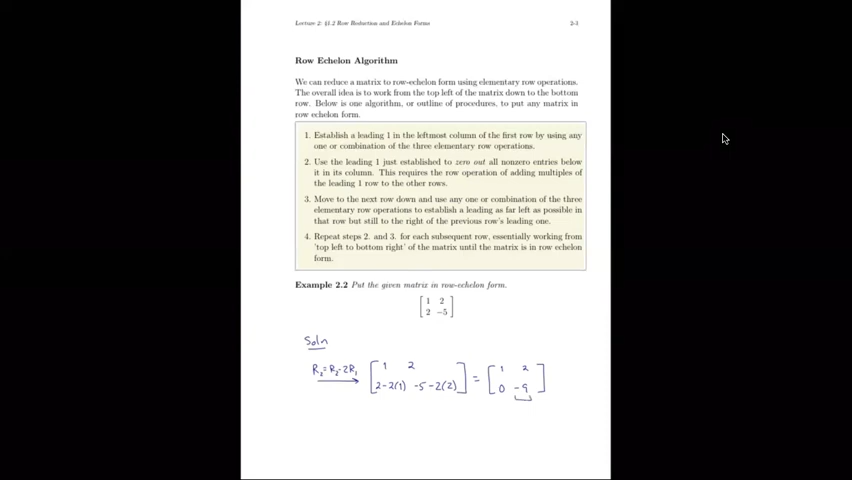 Lecture 2: §1.2 Row Reduction and Echelon Forms 2-3
Row Echelon Algorithm
We can reduce a matrix to row-echelon form using elementary row operations.
The overall idea is to work from the top left of the matrix down to the bottom
row. Below is one algorithm, or outline of procedures, to put any matrix in
row echelon form.
1. Establish a leading 1 in the leftmost column of the first row by using any
one or combination of the three elementary row operations.
2. Use the leading 1 just established to zero out all nonzero entries below
it in its column. This requires the row operation of adding multiples of
the leading 1 row to the other rows.
3. Move to the next row down and use any one or combination of the three
elementary row operations to establish a leading as far left as possible in
that row but still to the right of the previous row's leading one.
4. Repeat steps 2. and 3. for each subsequent row, essentially working from
'top left to bottom right' of the matrix until the matrix is in row echelon
form.
Example 2.2 Put the given matrix in row-echelon form.
1 2
2 −5
Soln
R₂=R₂-2R₁
1 2
2-2(1) -5-2(2)
=
1 2
0 -9